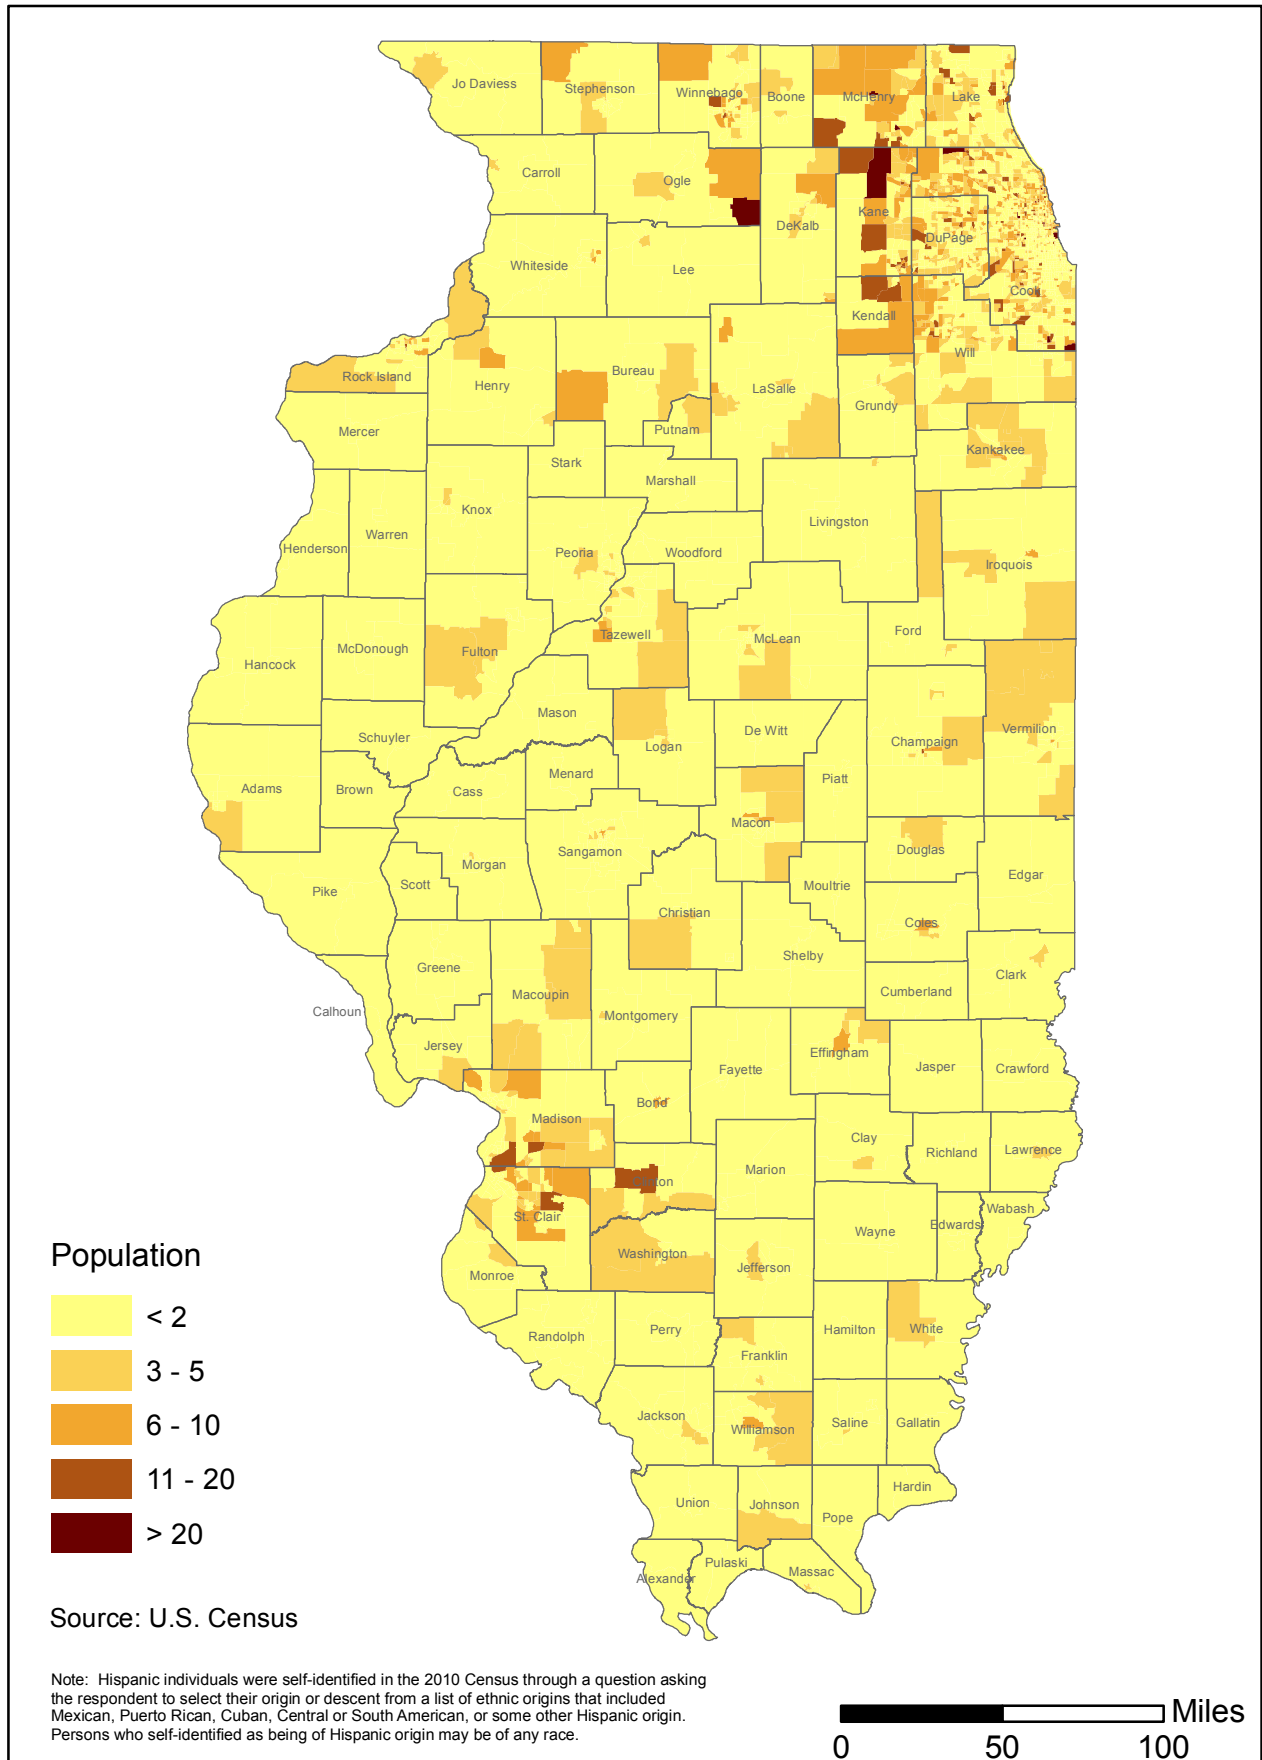 Jo Daviess
Stephenson
Winnebago
Boone
McHenry
Lake
Carroll
Ogle
DeKalb
Kane
DuPage
Cook
Whiteside
Lee
Kendall
Will
Rock Island
Henry
Bureau
LaSalle
Grundy
Putnam
Mercer
Kankakee
Stark
Marshall
Knox
Livingston
Henderson
Warren
Peoria
Woodford
Iroquois
Tazewell
McLean
Ford
Hancock
McDonough
Fulton
Mason
Schuyler
Logan
De Witt
Champaign
Vermilion
Adams
Brown
Cass
Menard
Piatt
Macon
Sangamon
Douglas
Morgan
Scott
Pike
Moultrie
Edgar
Christian
Coles
Shelby
Greene
Clark
Macoupin
Cumberland
Calhoun
Montgomery
Jersey
Effingham
Fayette
Jasper
Crawford
Bond
Madison
Clay
Richland
Lawrence
Marion
Clinton
St. Clair
Wayne
Edwards
Wabash
Washington
Jefferson
Monroe
Randolph
Perry
Hamilton
White
Franklin
Jackson
Williamson
Saline
Gallatin
Hardin
Union
Johnson
Pope
Pulaski
Massac
Alexander
Population
< 2
3 - 5
6 - 10
11 - 20
> 20
Source: U.S. Census
Note: Hispanic individuals were self-identified in the 2010 Census through a question asking
the respondent to select their origin or descent from a list of ethnic origins that included
Mexican, Puerto Rican, Cuban, Central or South American, or some other Hispanic origin.
Persons who self-identified as being of Hispanic origin may be of any race.
Miles
0 50 100